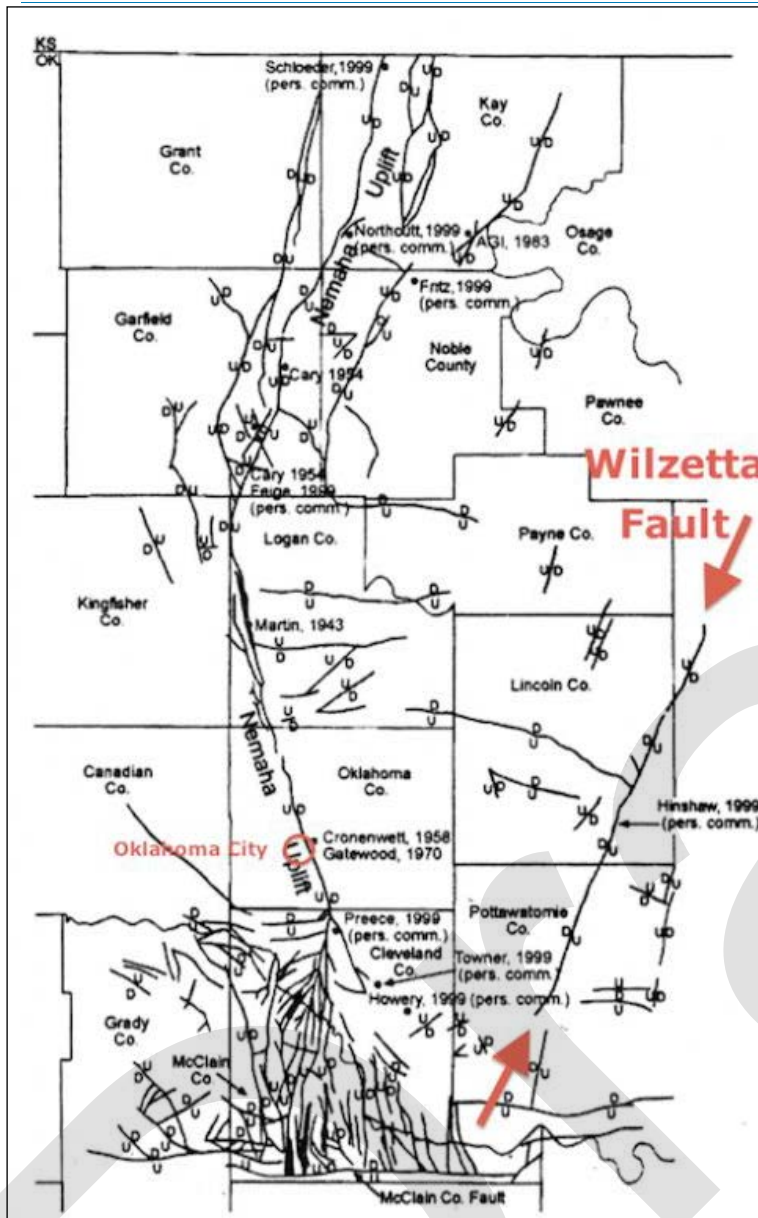 KS
OK
Schloeder, 1999
(pers. comm.)
Kay
Co.
Grant
Co.
Uplift
Northcutt, 1999
(pers. comm.)
AGI, 1983
Osage
Co.
Nemaha
Fritz, 1999
(pers. comm.)
Garfield
Co.
Noble
County
Cary 1954
Pawnee
Co.
Wilzetta
Fault
Cary 1954
(pers. comm.)
Logan Co.
Payne Co.
Kingfisher
Co.
Martin, 1943
Lincoln Co.
Nemaha
Canadian
Co.
Oklahoma
Co.
Hinshaw, 1999
(pers. comm.)
Oklahoma City
Cronenwett, 1958
Gatewood, 1970
Uplift
Preece, 1999
(pers. comm.)
Pottawatomie
Co.
Cleveland
Co.
Towner, 1999
(pers. comm.)
Howery, 1999 (pers. comm.)
Grady
Co.
McClain
Co.
McClain Co. Fault